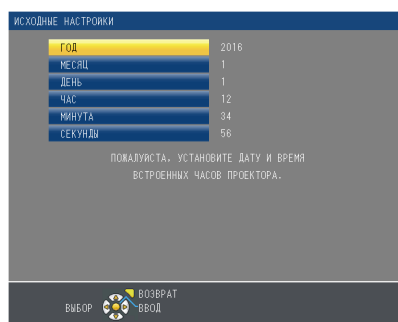 ИСХОДНЫЕ НАСТРОЙКИ
ГОД 2016
МЕСЯЦ 1
ДЕНЬ 1
ЧАС 12
МИНУТА 34
СЕКУНДЫ 56
ПОЖАЛУЙСТА, УСТАНОВИТЕ ДАТУ И ВРЕМЯ
ВСТРОЕННЫХ ЧАСОВ ПРОЕКТОРА.
ВОЗВРАТ
ВЫБОР ВВОД